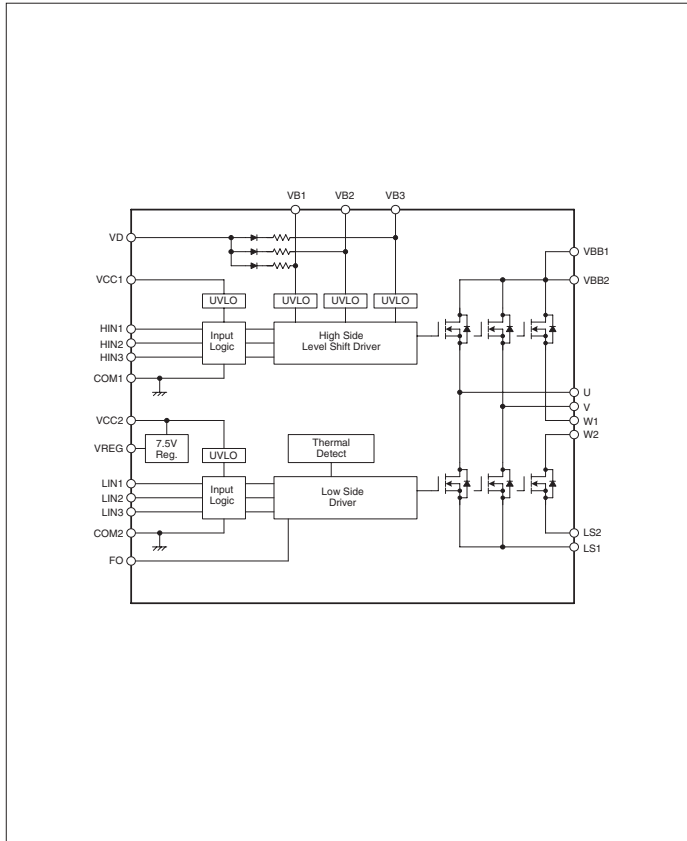 VB1 VB2 VB3
VD
VBB1
VCC1
VBB2
UVLO UVLO UVLO UVLO
HIN1
HIN2
HIN3
Input
Logic
High Side
Level Shift Driver
COM1
U
V
W1
W2
VCC2
VREG
7.5V
Reg.
UVLO
Thermal
Detect
LIN1
LIN2
LIN3
Input
Logic
Low Side
Driver
COM2
LS2
LS1
FO